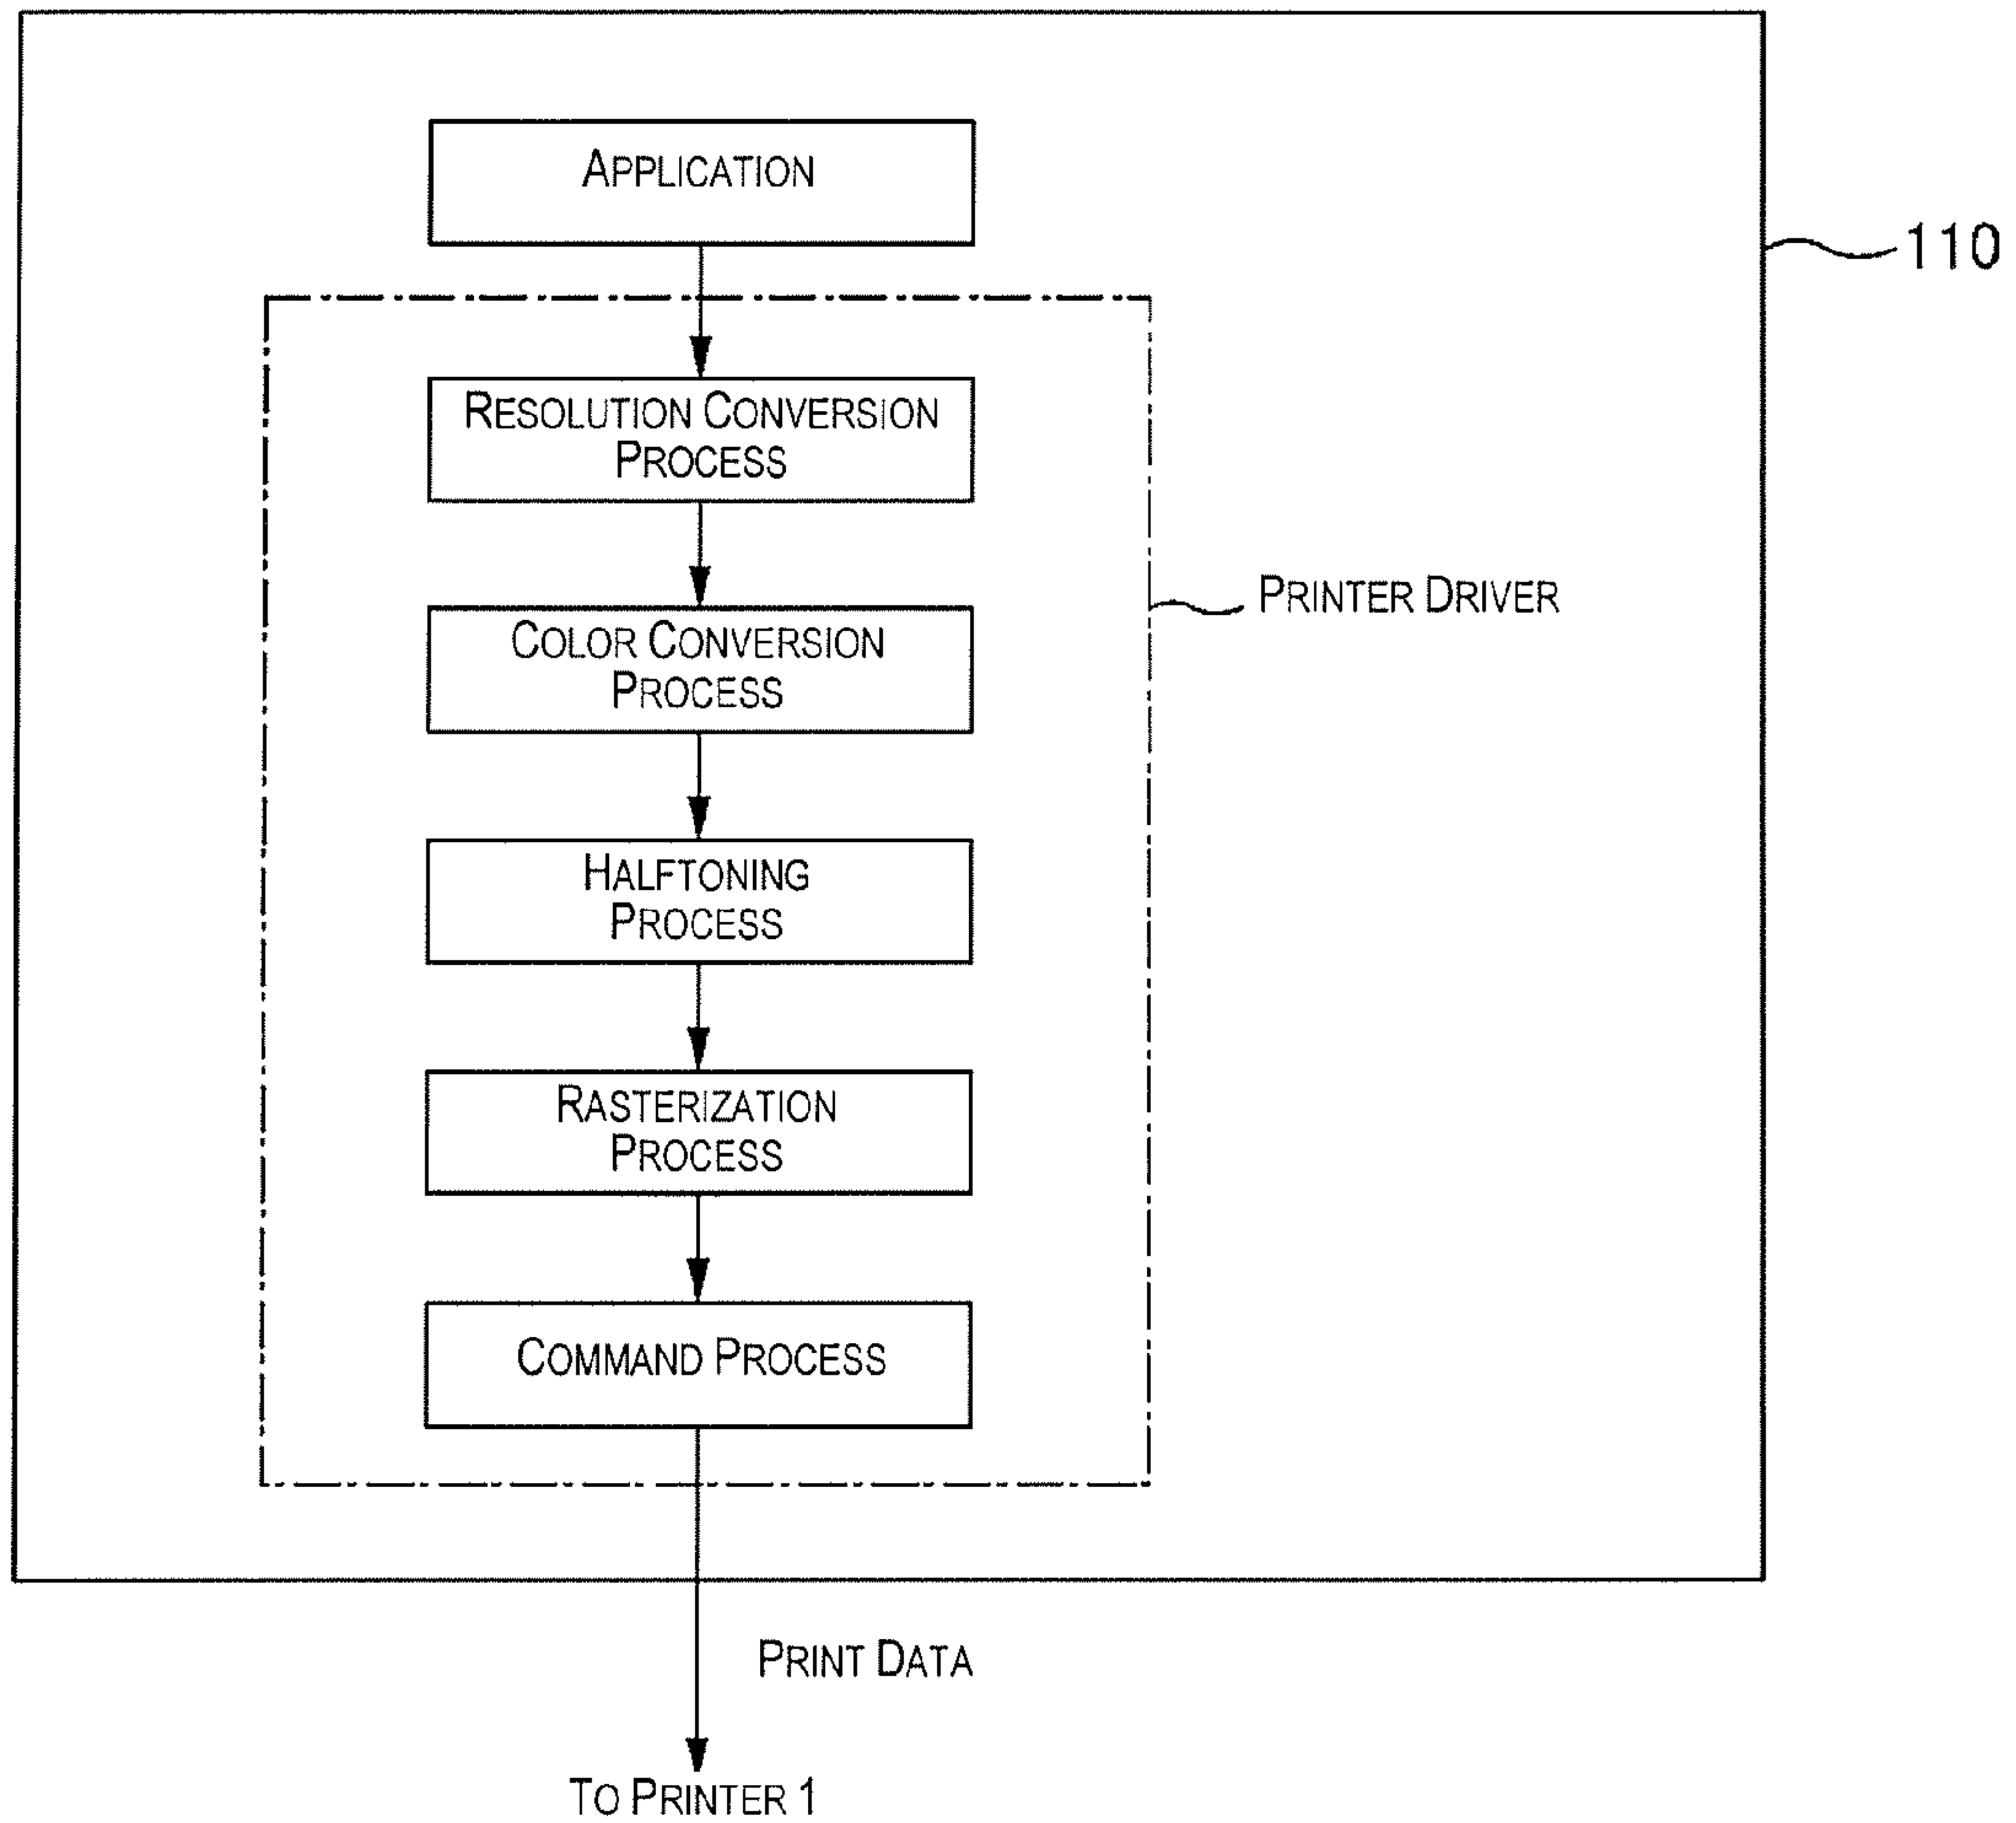 APPLICATION
110
RESOLUTION CONVERSION
PROCESS
COLOR CONVERSION
PROCESS
PRINTER DRIVER
HALFTONING
PROCESS
RASTERIZATION
PROCESS
COMMAND PROCESS
PRINT DATA
TO PRINTER 1